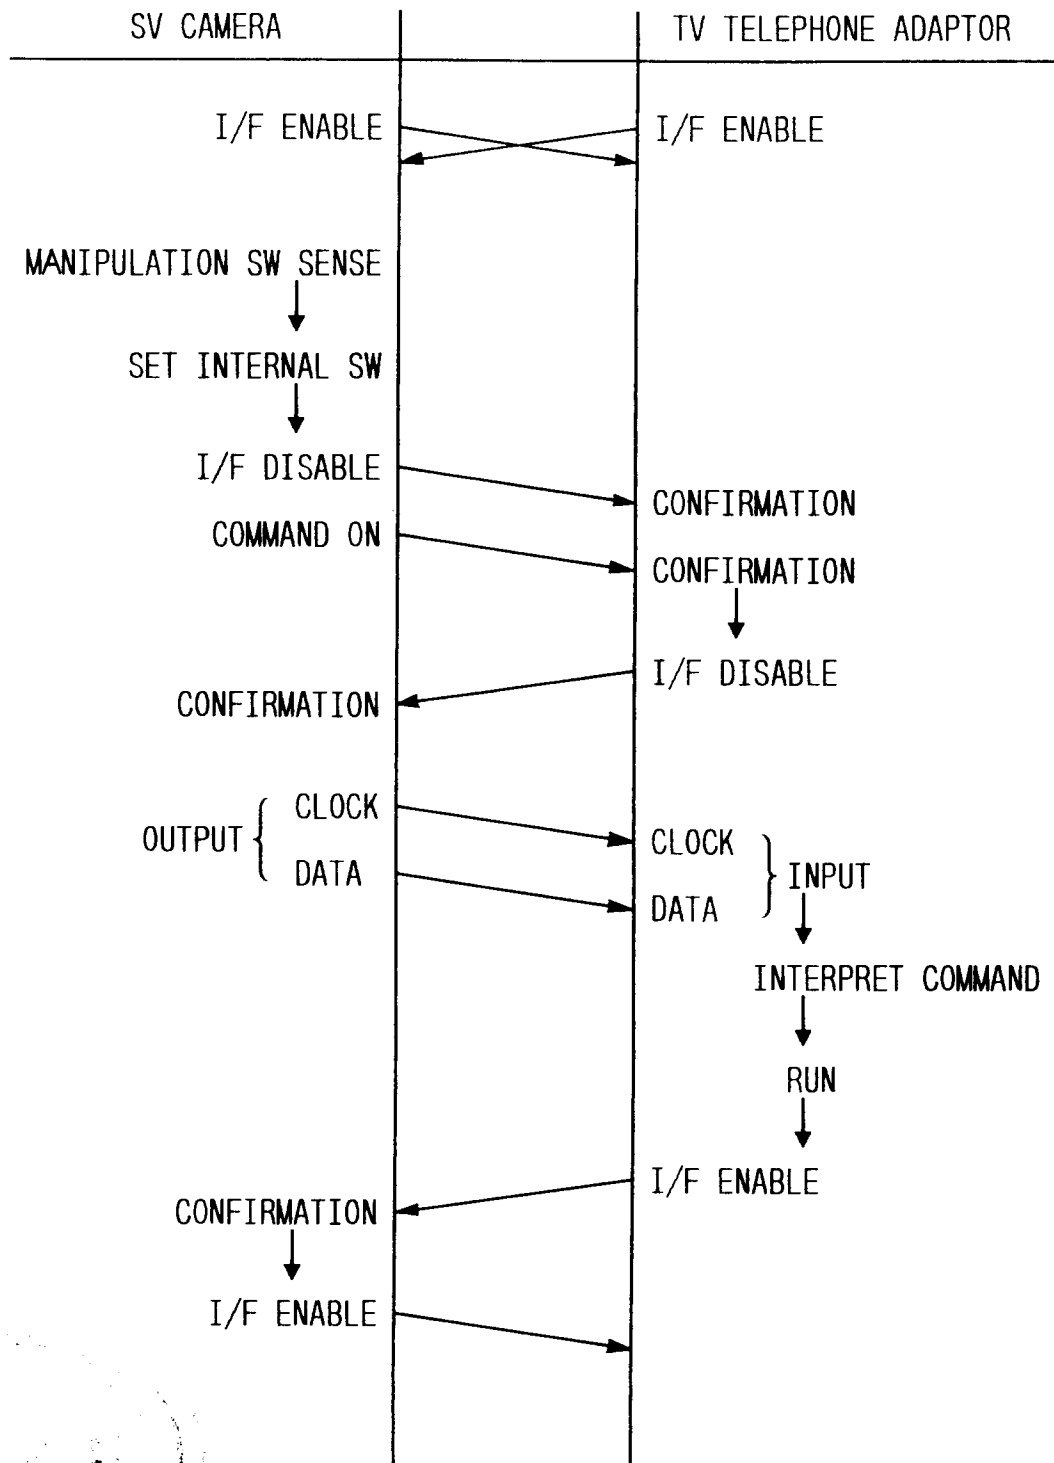 SV CAMERA
TV TELEPHONE ADAPTOR
I/F ENABLE
I/F ENABLE
MANIPULATION SW SENSE
SET INTERNAL SW
I/F DISABLE
CONFIRMATION
COMMAND ON
CONFIRMATION
I/F DISABLE
CONFIRMATION
OUTPUT
CLOCK
DATA
CLOCK
DATA
INPUT
INTERPRET COMMAND
RUN
I/F ENABLE
CONFIRMATION
I/F ENABLE